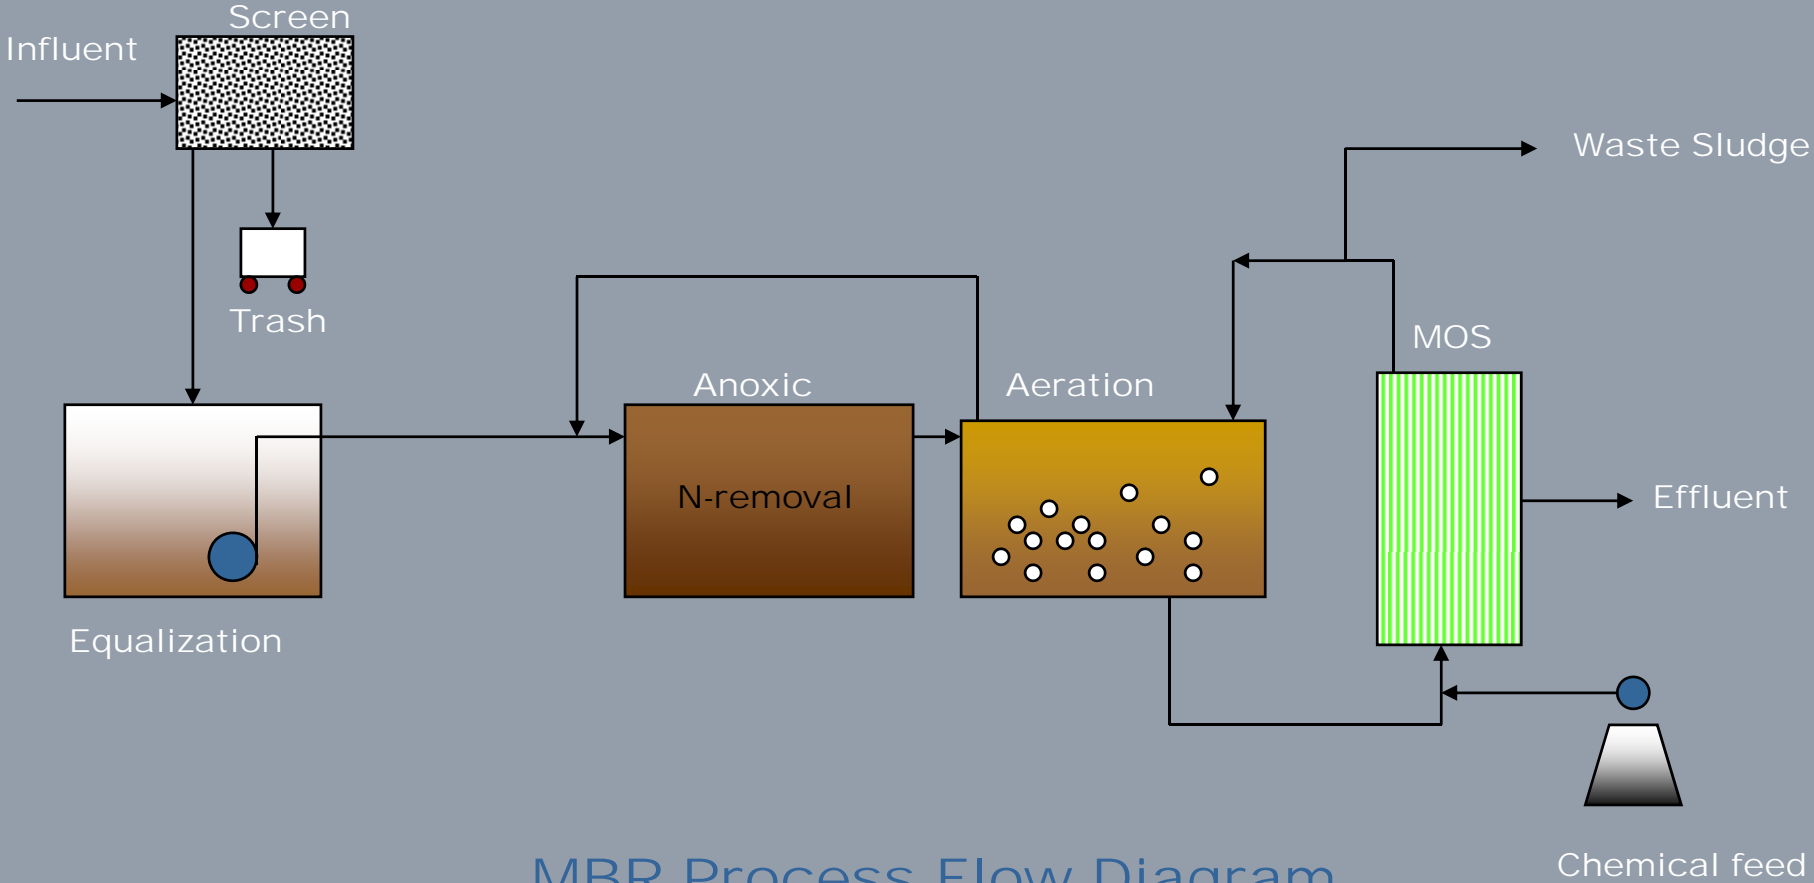 Screen
Influent
Waste Sludge
Trash
MOS
Anoxic
Aeration
N-removal
Effluent
Equalization
MBR Process Flow Diagram
Chemical feed